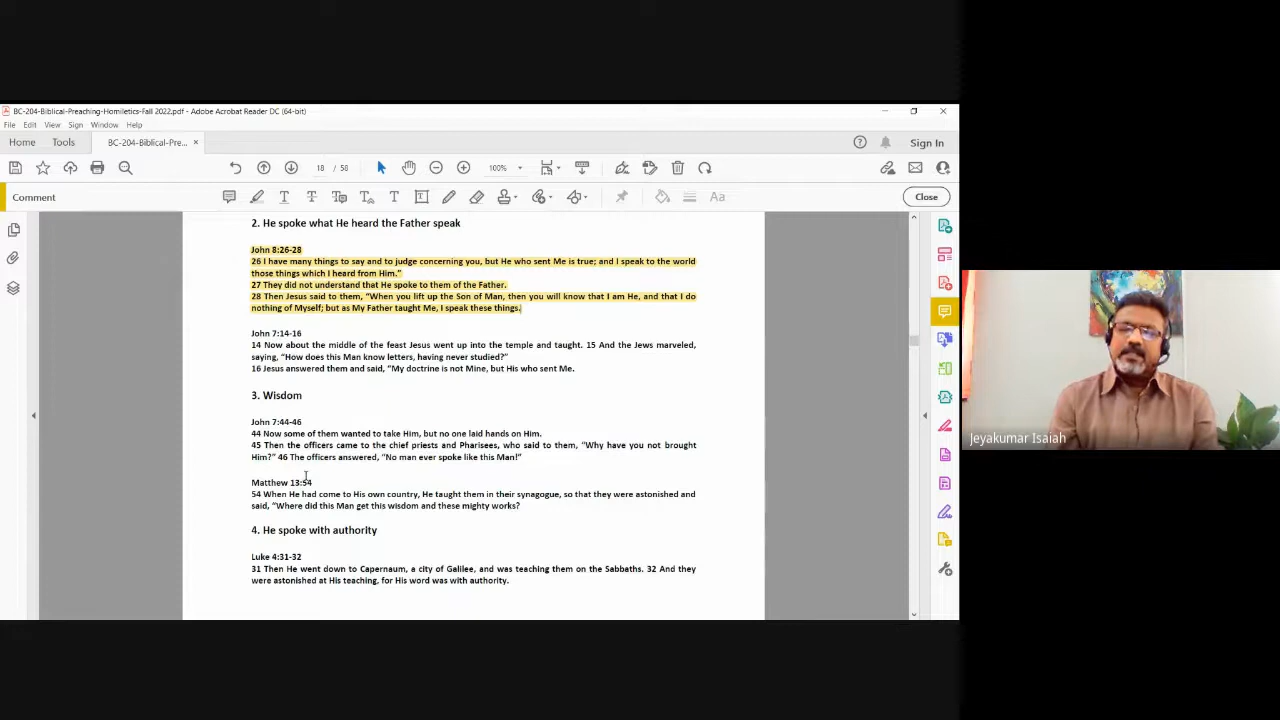 BC-204-Biblical-Preaching-Homiletics-Fall 2022.pdf - Adobe Acrobat Reader DC (64-bit)
File Edit View Sign Window Help
Home Tools BC-204-Biblical-Pre... × Sign In
18 / 58 100%
Comment Close
2. He spoke what He heard the Father speak
John 8:26-28
26 I have many things to say and to judge concerning you, but He who sent Me is true; and I speak to the world
those things which I heard from Him.”
27 They did not understand that He spoke to them of the Father.
28 Then Jesus said to them, “When you lift up the Son of Man, then you will know that I am He, and that I do
nothing of Myself; but as My Father taught Me, I speak these things.
John 7:14-16
14 Now about the middle of the feast Jesus went up into the temple and taught. 15 And the Jews marveled,
saying, “How does this Man know letters, having never studied?”
16 Jesus answered them and said, “My doctrine is not Mine, but His who sent Me.
3. Wisdom
John 7:44-46
44 Now some of them wanted to take Him, but no one laid hands on Him.
45 Then the officers came to the chief priests and Pharisees, who said to them, “Why have you not brought
Him?” 46 The officers answered, “No man ever spoke like this Man!”
Matthew 13:54
54 When He had come to His own country, He taught them in their synagogue, so that they were astonished and
said, “Where did this Man get this wisdom and these mighty works?
4. He spoke with authority
Luke 4:31-32
31 Then He went down to Capernaum, a city of Galilee, and was teaching them on the Sabbaths. 32 And they
were astonished at His teaching, for His word was with authority.
Jeyakumar Isaiah